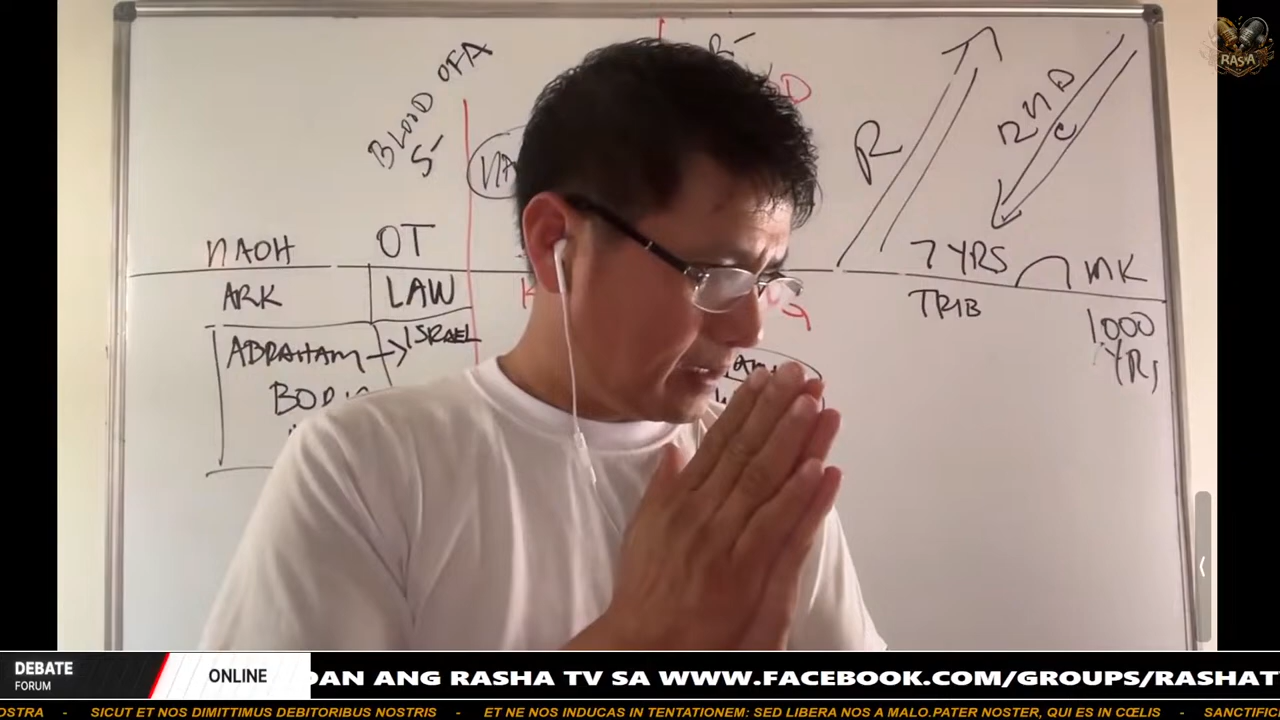 BLOOD OF A
S-
R-
D
R
2ND
C
NAOH
OT
7 YRS
MK
ARK
LAW
TRIB
1000
YRS
ABRAHAM → ISRAEL
RASA
DEBATE
FORUM
ONLINE
DAN ANG RASHA TV SA WWW.FACEBOOK.COM/GROUPS/RASHAT
OSTRA - SICUT ET NOS DIMITTIMUS DEBITORIBUS NOSTRIS - ET NE NOS INDUCAS IN TENTATIONEM: SED LIBERA NOS A MALO.PATER NOSTER, QUI ES IN CŒLIS - SANCTIFIC